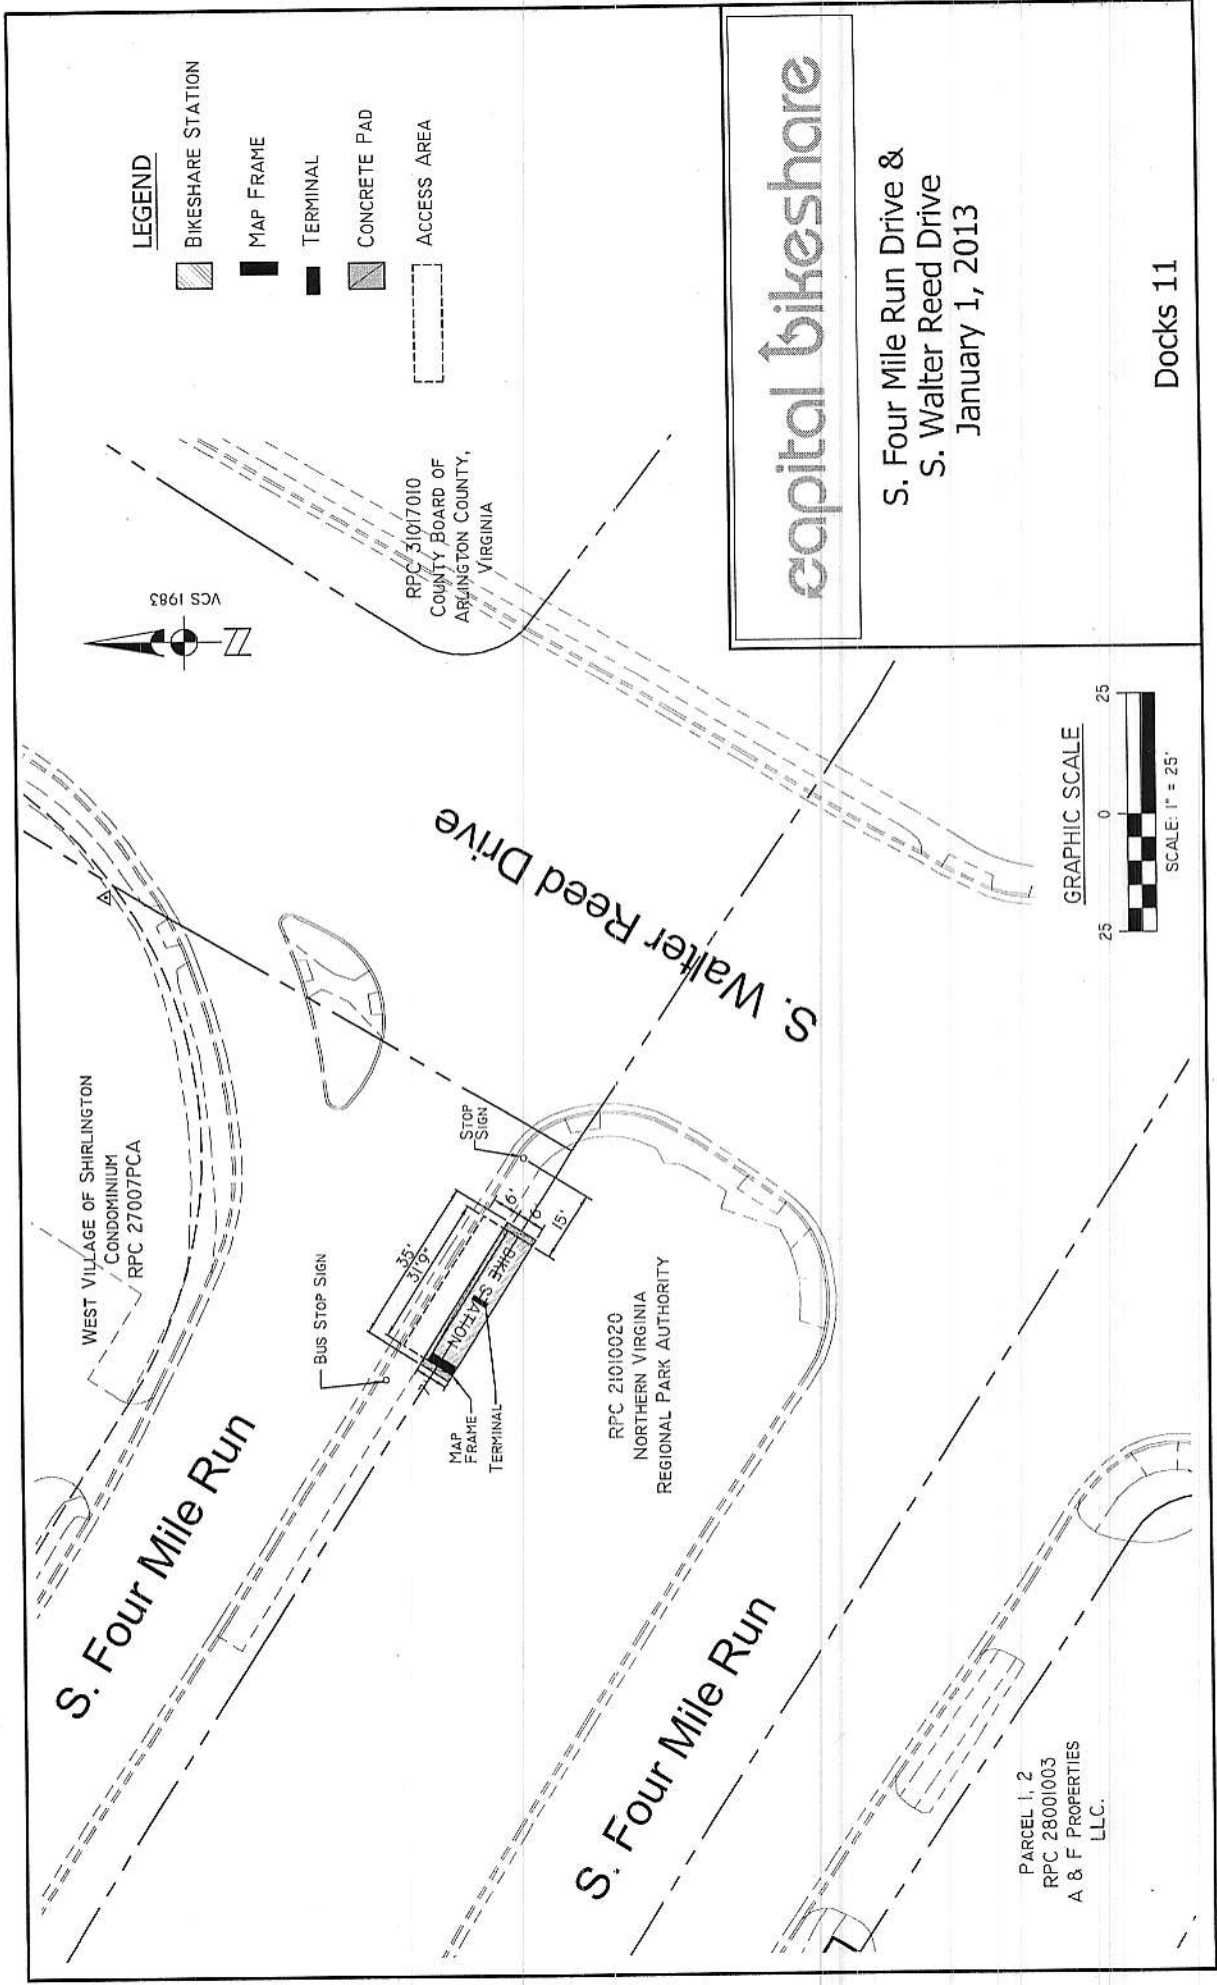 LEGEND
BIKESHARE STATION
MAP FRAME
TERMINAL
CONCRETE PAD
ACCESS AREA
VCS 1983
N
RPC 31017010
COUNTY BOARD OF
ARLINGTON COUNTY,
VIRGINIA
WEST VILLAGE OF SHIRLINGTON
CONDOMINIUM
RPC 27007PCA
S. Four Mile Run
S. Walter Reed Drive
BUS STOP SIGN
STOP
SIGN
35'
31'9"
6'
6'
15'
7'
BIKE STATION
MAP
FRAME
TERMINAL
RPC 21010020
NORTHERN VIRGINIA
REGIONAL PARK AUTHORITY
S. Four Mile Run
PARCEL 1, 2
RPC 28001003
A & F PROPERTIES
LLC.
GRAPHIC SCALE
25 0 25
SCALE: 1" = 25'
capital bikeshare
S. Four Mile Run Drive &
S. Walter Reed Drive
January 1, 2013
Docks 11